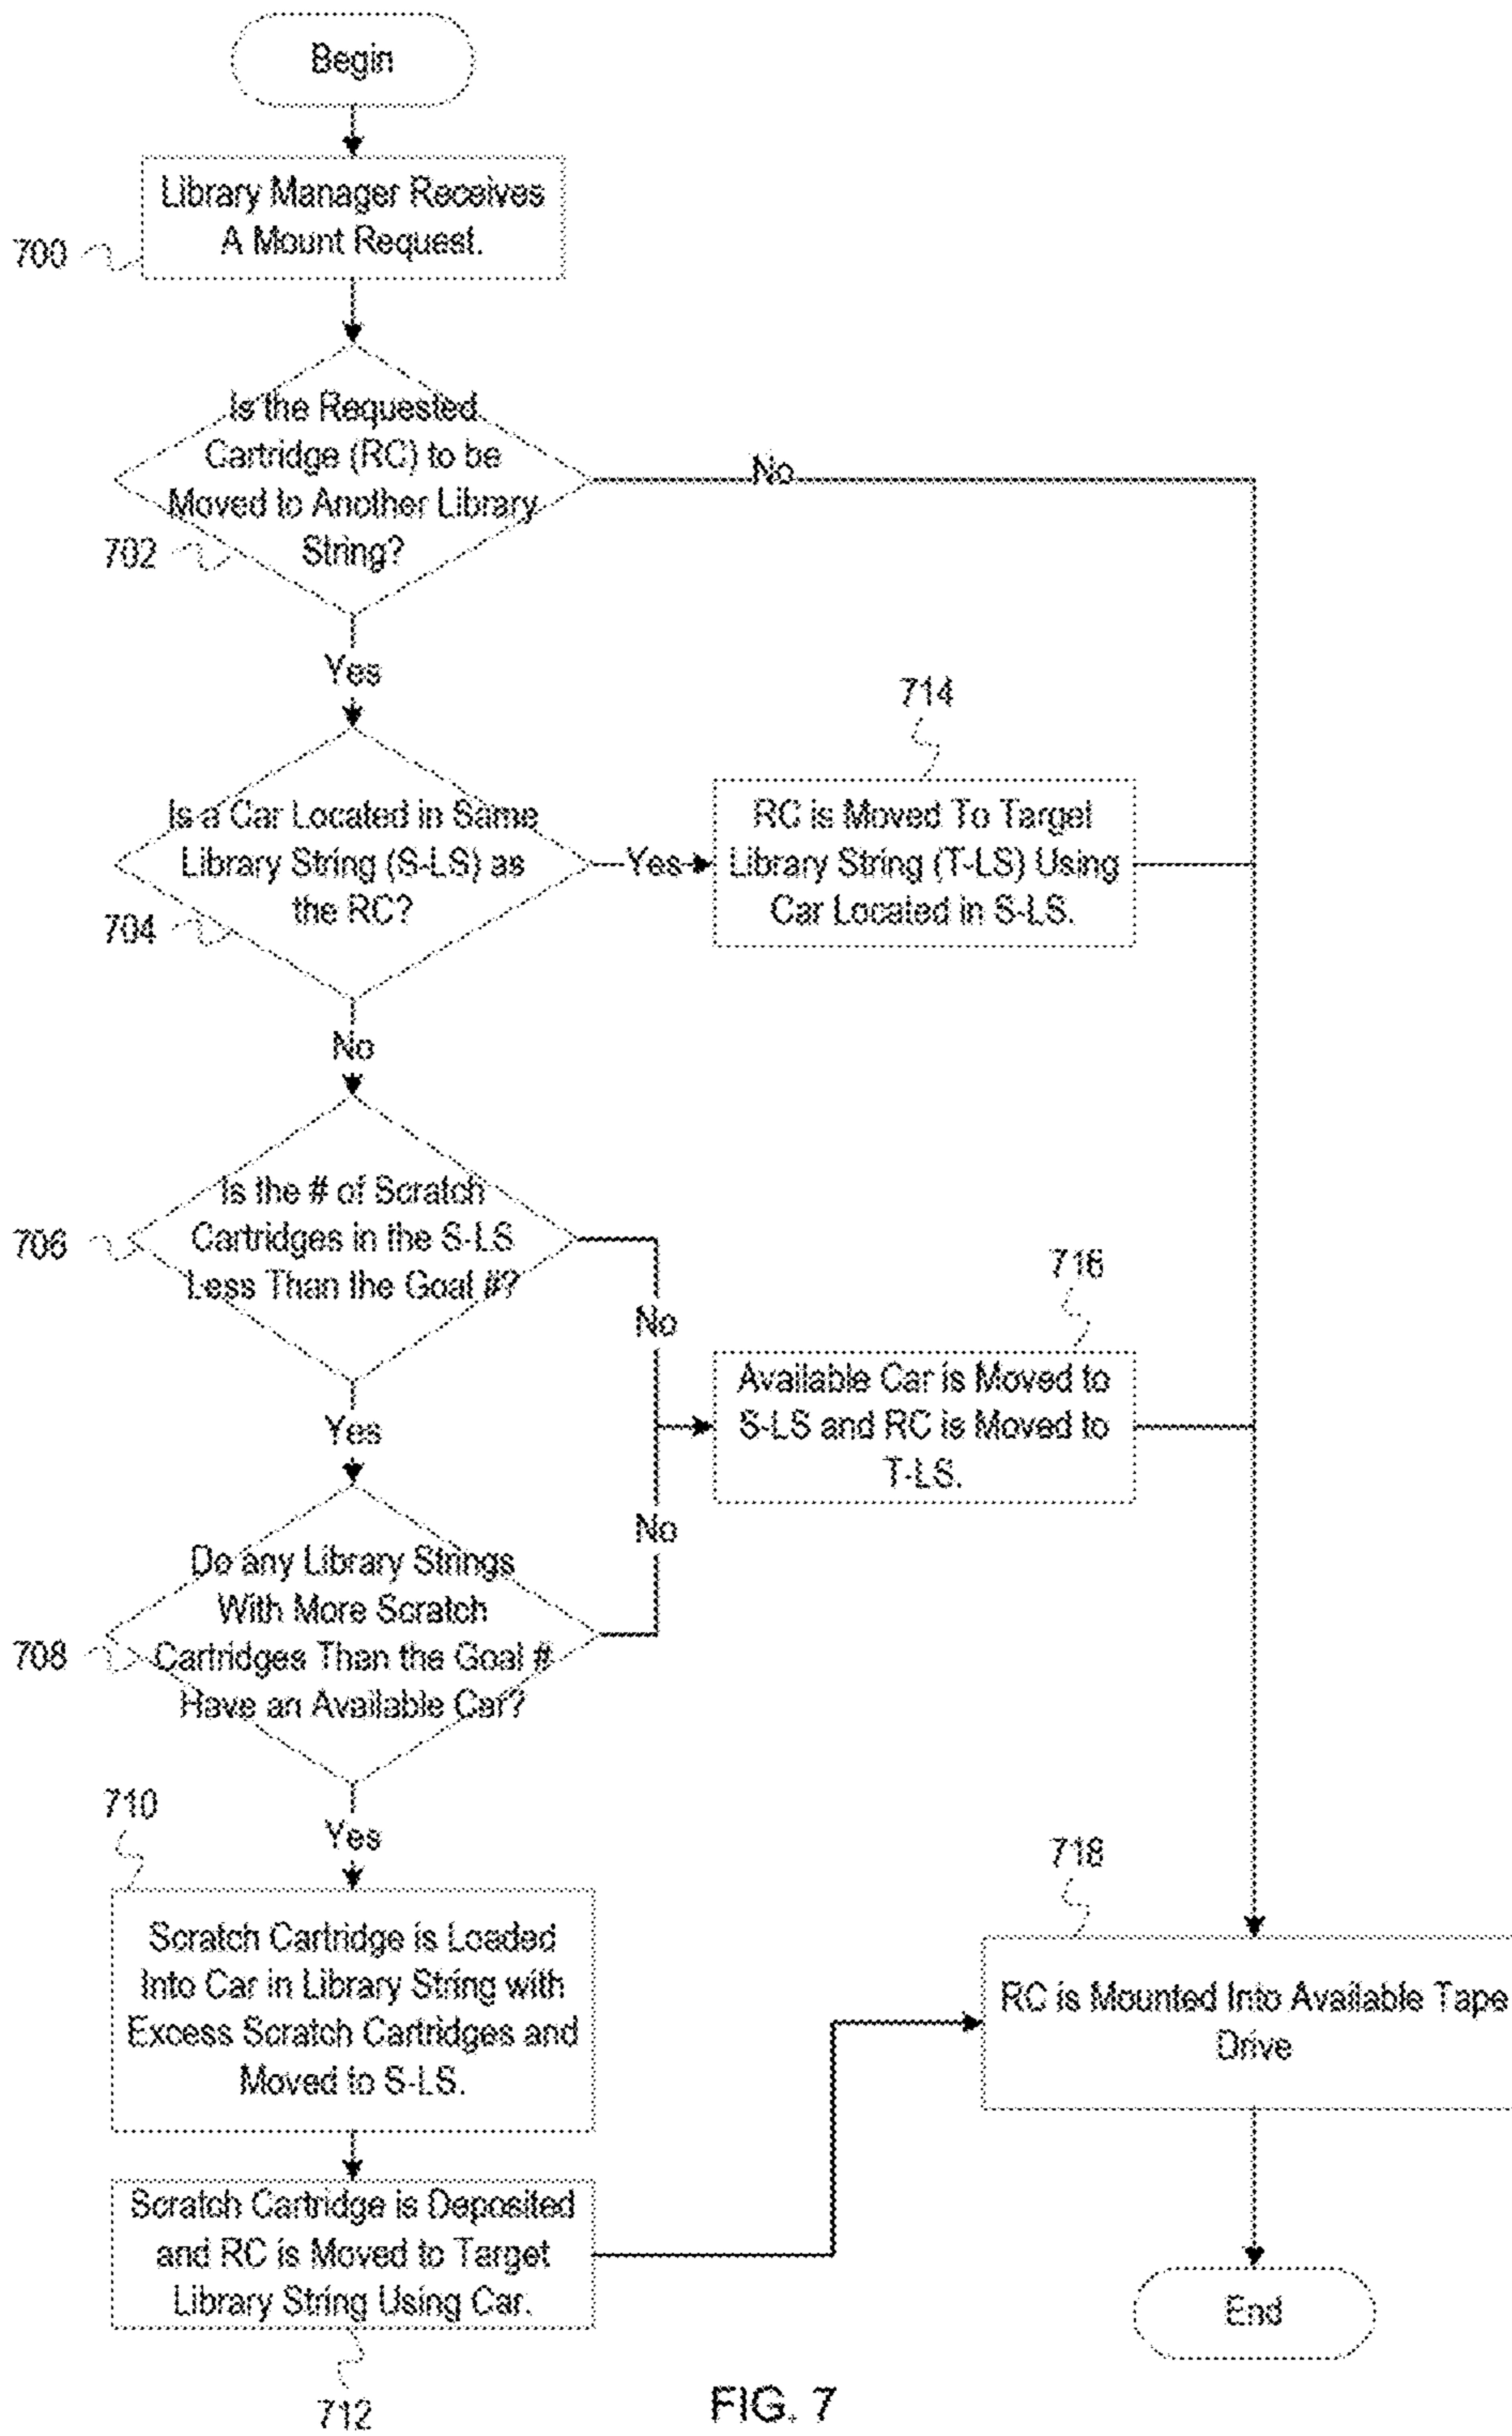 Begin
Library Manager Receives
A Mount Request.
700
Is the Requested
Cartridge (RC) to be
Moved to Another Library
String?
702
No
Yes
714
Is a Car Located in Same
Library String (S-LS) as
the RC?
704
Yes
RC is Moved To Target
Library String (T-LS) Using
Car Located in S-LS.
No
Is the # of Scratch
Cartridges in the S-LS
Less Than the Goal #?
706
No
716
Available Car is Moved to
S-LS and RC is Moved to
T-LS.
Yes
No
Do any Library Strings
With More Scratch
Cartridges Than the Goal #
Have an Available Car?
708
710
Yes
718
Scratch Cartridge is Loaded
Into Car in Library String with
Excess Scratch Cartridges and
Moved to S-LS.
RC is Mounted Into Available Tape
Drive
Scratch Cartridge is Deposited
and RC is Moved to Target
Library String Using Car.
712
End
FIG. 7